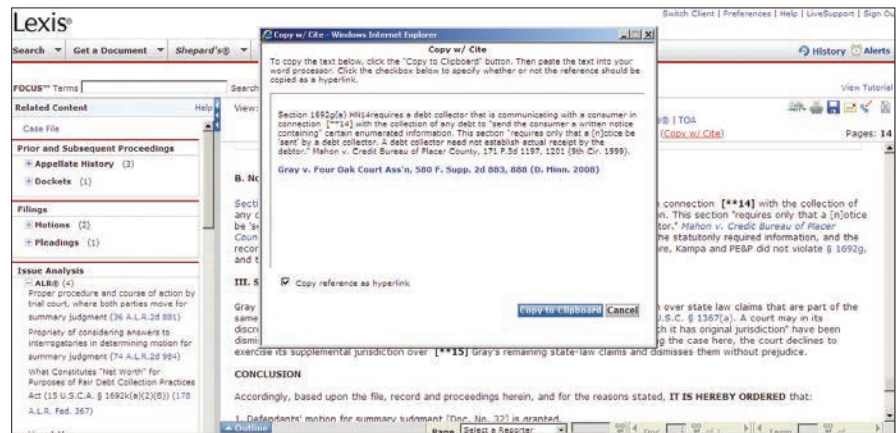 Switch Client | Preferences | Help | LiveSupport | Sign Ou
Lexis®
Search Get a Document Shepard's® History Alerts
FOCUS™ Terms Search View Tutorial
Related Content Help View:
® | TOA
Case File (Copy w/ Cite) Pages: 14
Prior and Subsequent Proceedings
Appellate History (3)
Dockets (1)
Filings
Motions (2)
Pleadings (1)
Issue Analysis
ALR® (4)
Proper procedure and course of action by
trial court, where both parties move for
summary judgment (36 A.L.R.2d 881)
Propriety of considering answers to
interrogatories in determining motion for
summary judgment (74 A.L.R.2d 984)
What Constitutes "Net Worth" for
Purposes of Fair Debt Collection Practices
Act (15 U.S.C.A. § 1692k(a)(2)(B)) (178
A.L.R. Fed. 367)
Copy w/ Cite - Windows Internet Explorer
Copy w/ Cite
To copy the text below, click the "Copy to Clipboard" button. Then paste the text into your
word processor. Click the checkbox below to specify whether or not the reference should be
copied as a hyperlink.
Section 1692g(a) HN14requires a debt collector that is communicating with a consumer in
connection [**14] with the collection of any debt to "send the consumer a written notice
containing" certain enumerated information. This section "requires only that a [n]otice be
'sent' by a debt collector. A debt collector need not establish actual receipt by the
debtor." Mahon v. Credit Bureau of Placer County, 171 F.3d 1197, 1201 (9th Cir. 1999).
Gray v. Four Oak Court Ass'n, 580 F. Supp. 2d 883, 888 (D. Minn. 2008)
Copy reference as hyperlink
Copy to Clipboard Cancel
B. No
Secti connection [**14] with the collection of
any c n. This section "requires only that a [n]otice
be 's tor." Mahon v. Credit Bureau of Placer
Coun he statutorily required information, and the
recor re, Kampa and PE&P did not violate § 1692g,
and t
III. S
Gray n over state law claims that are part of the
same U.S.C. § 1367(a). A court may in its
discre ch it has original jurisdiction" have been
dismi g the case here, the court declines to
exercise its supplemental jurisdiction over [**15] Gray's remaining state-law claims and dismisses them without prejudice.
CONCLUSION
Accordingly, based upon the file, record and proceedings herein, and for the reasons stated, IT IS HEREBY ORDERED that:
1. Defendants' motion for summary judgment [Doc. No. 32] is granted.
Outline Page Select a Reporter Doc of 1 Term of